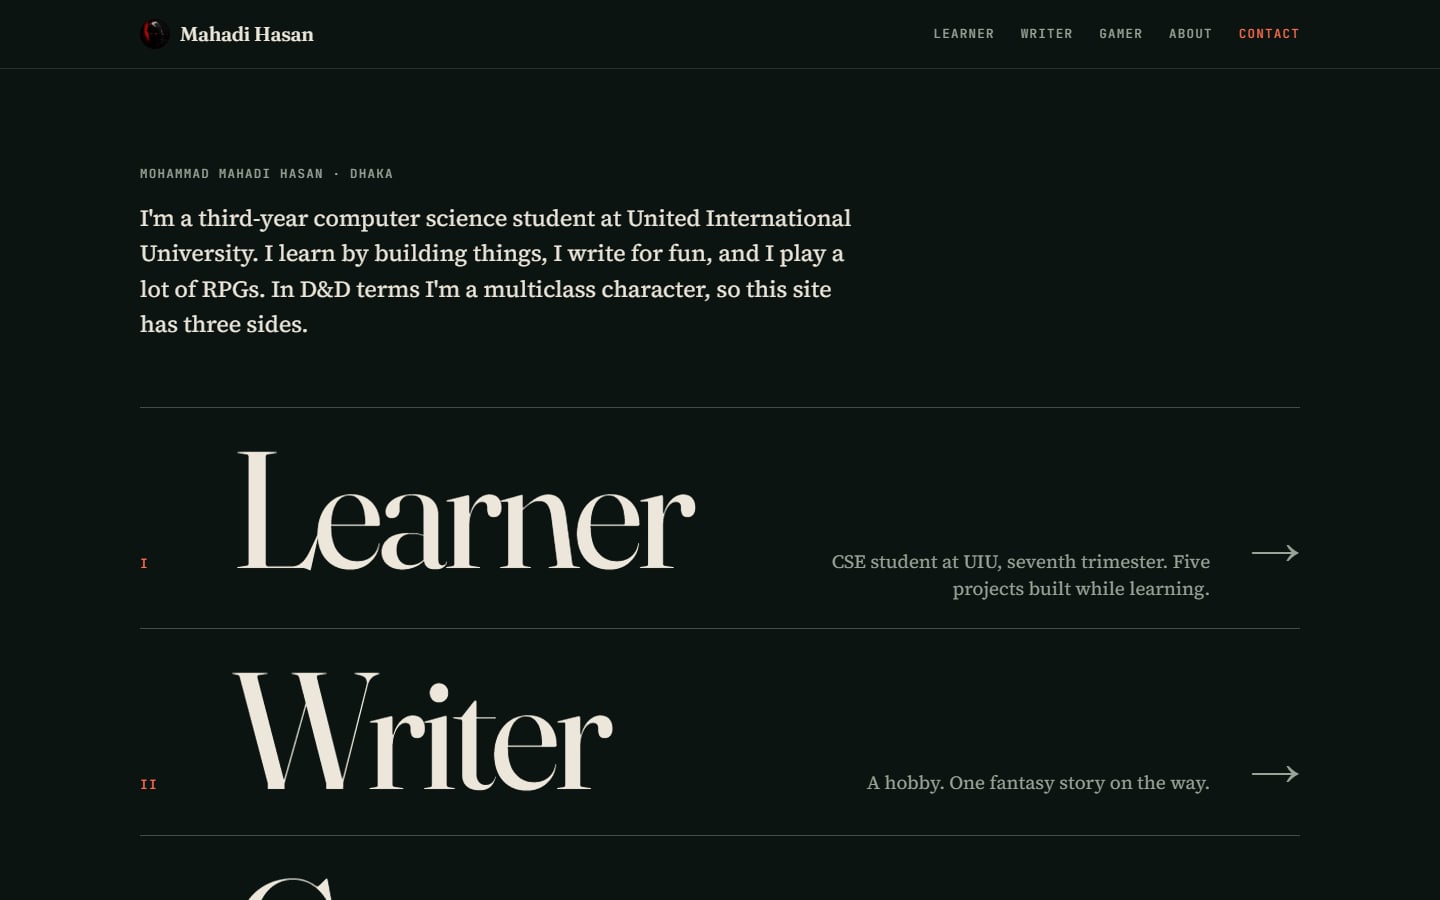 Mahadi Hasan
LEARNER WRITER GAMER ABOUT CONTACT
MOHAMMAD MAHADI HASAN · DHAKA
I'm a third-year computer science student at United International
University. I learn by building things, I write for fun, and I play a
lot of RPGs. In D&D terms I'm a multiclass character, so this site
has three sides.
I
Learner
CSE student at UIU, seventh trimester. Five
projects built while learning.
II
Writer
A hobby. One fantasy story on the way.